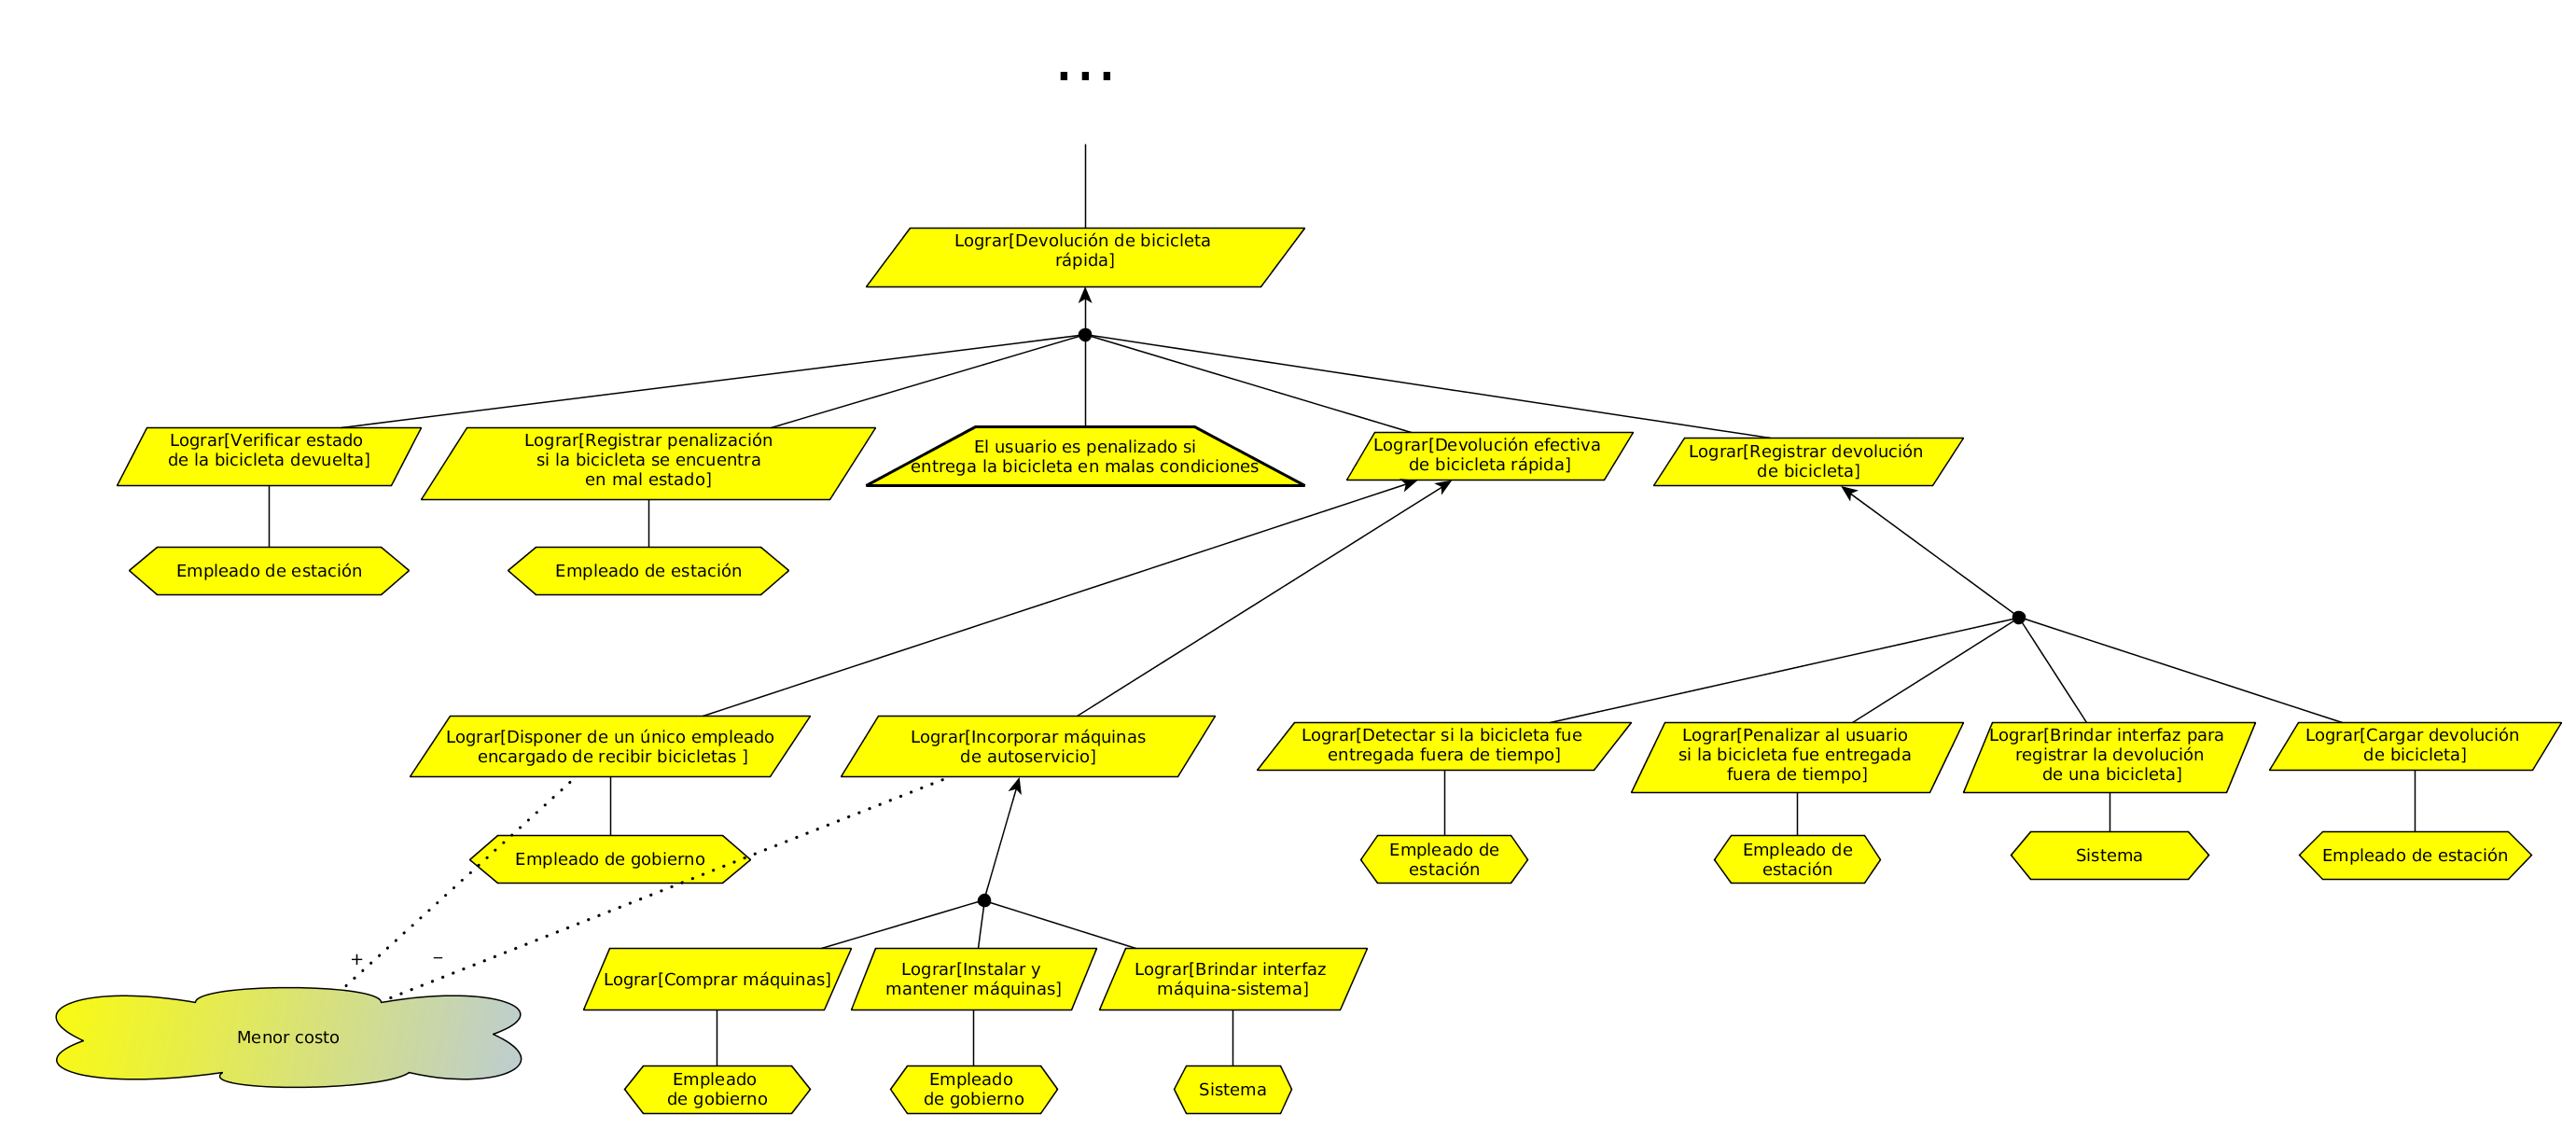 ...
Lograr[Devolución de bicicleta
rápida]
Lograr[Verificar estado
de la bicicleta devuelta]
Lograr[Registrar penalización
si la bicicleta se encuentra
en mal estado]
El usuario es penalizado si
entrega la bicicleta en malas condiciones
Lograr[Devolución efectiva
de bicicleta rápida]
Lograr[Registrar devolución
de bicicleta]
Empleado de estación
Empleado de estación
Lograr[Disponer de un único empleado
encargado de recibir bicicletas ]
Lograr[Incorporar máquinas
de autoservicio]
Lograr[Detectar si la bicicleta fue
entregada fuera de tiempo]
Lograr[Penalizar al usuario
si la bicicleta fue entregada
fuera de tiempo]
Lograr[Brindar interfaz para
registrar la devolución
de una bicicleta]
Lograr[Cargar devolución
de bicicleta]
Empleado de gobierno
Empleado de
estación
Empleado de
estación
Sistema
Empleado de estación
+
−
Lograr[Comprar máquinas]
Lograr[Instalar y
mantener máquinas]
Lograr[Brindar interfaz
máquina-sistema]
Menor costo
Empleado
de gobierno
Empleado
de gobierno
Sistema